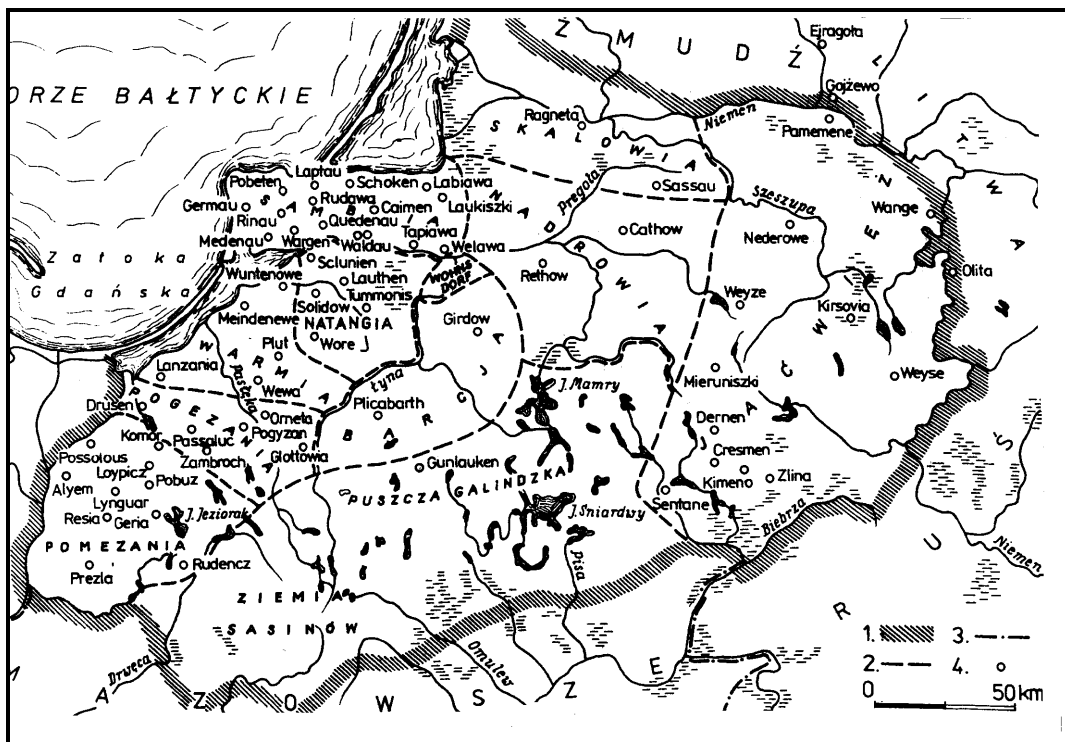 ŻMUDŹ
Ejragoła
Gojżewo
LITWA
ORZE BAŁTYCKIE
Ragneta
Niemen
Pamemene
SKALOWIA
Łaptau
Pobeten
Schoken
Labiawa
Pregoła
Sassau
Germau
Rudawa
SAMBIA
Caimen
Laukiszki
Szeszupa
Wange
Rinau
Quedenau
NADROWIA
Cathow
Nederowe
Medenau
Wargen
Waldau
Tapiawa
Welawa
Zatoka
Gdańska
Sclunien
WOHNS
DORF
Wuntenowe
Lauthen
Rethow
Olita
Tummonis
Solidow
Weyze
Kirsovia
Meindenewe
NATANGIA
Girdow
Wore
WARMIA
Plut
Lanzania
Pasłęka
Łyna
J. Mamry
Mieruniszki
Weyse
Wewa
JAĆWIEŻ
POGEZANIA
Drusen
Orneta
Plicabarth
BARCJA
Dernen
Komor
Passaluc
Pogyzan
Possolous
Zambroch
Glottowia
Cresmen
Loypicz
Gunlauken
Alyem
Pobuz
PUSZCZA GALINDZKA
Kimeno
Zlina
Lynguar
Sentane
Resia
Geria
J. Jeziorak
J. Śniardwy
Biebrza
POMEZANIA
RUŚ
Niemen
Prezla
Rudencz
Pisa
ZIEMIA
SASINÓW
Omulew
Drwęca
MAZOWSZE
1.
3.
2.
4.
0
50 km